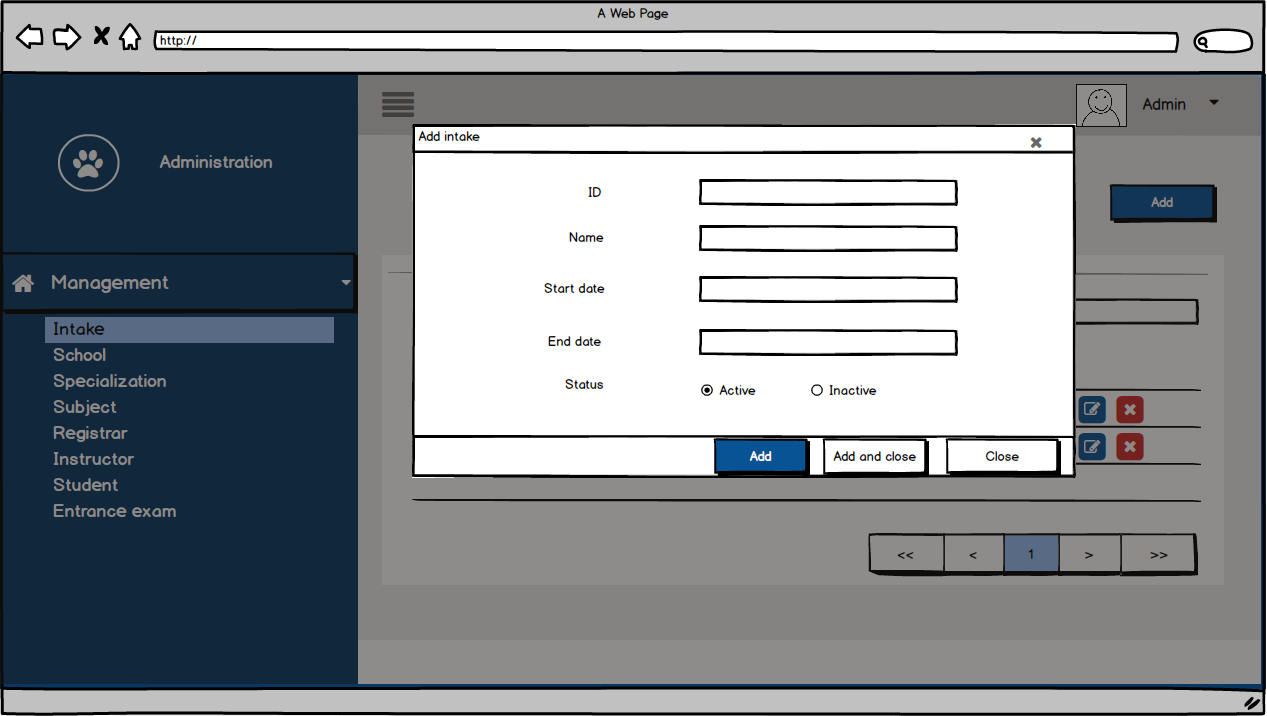 A Web Page
http://
Admin
Administration
Add intake
ID
Add
Name
Management
Start date
Intake
End date
School
Status
Active
Inactive
Specialization
Subject
Registrar
Instructor
Add
Add and close
Close
Student
Entrance exam
<<
<
1
>
>>